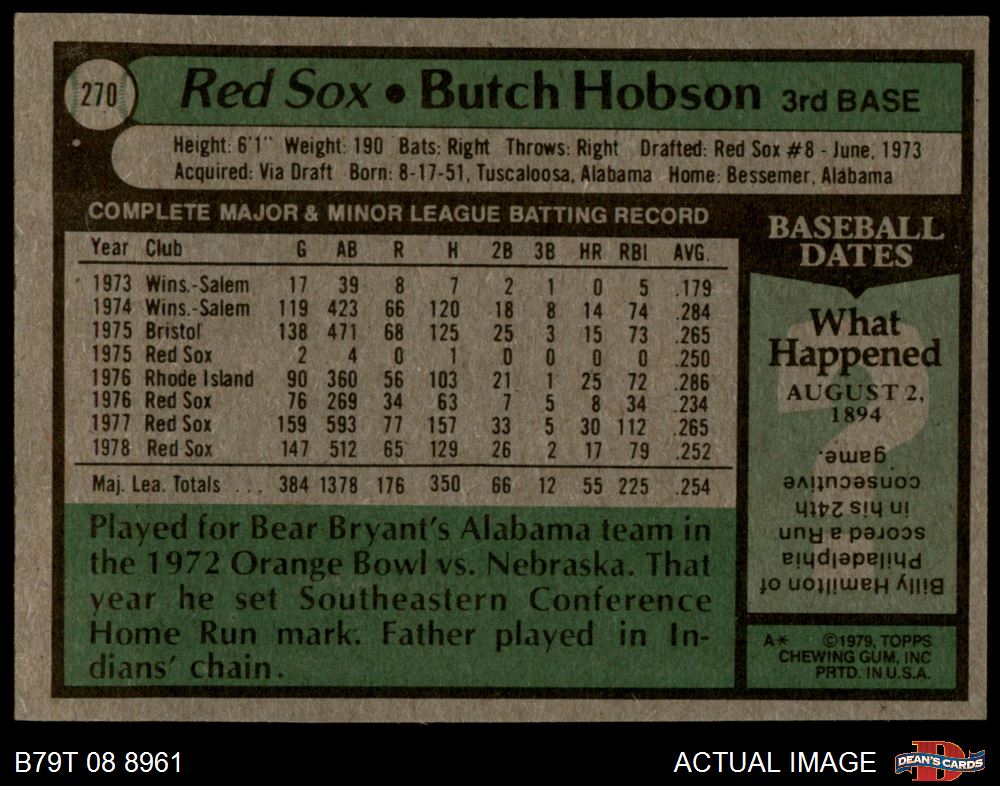 270
Red Sox • Butch Hobson 3rd BASE
Height: 6'1" Weight: 190 Bats: Right Throws: Right Drafted: Red Sox #8 - June, 1973
Acquired: Via Draft Born: 8-17-51, Tuscaloosa, Alabama Home: Bessemer, Alabama
COMPLETE MAJOR & MINOR LEAGUE BATTING RECORD
Year Club G AB R H 2B 3B HR RBI AVG.
1973 Wins.-Salem 17 39 8 7 2 1 0 5 .179
1974 Wins.-Salem 119 423 66 120 18 8 14 74 .284
1975 Bristol 138 471 68 125 25 3 15 73 .265
1975 Red Sox 2 4 0 1 0 0 0 0 .250
1976 Rhode Island 90 360 56 103 21 1 25 72 .286
1976 Red Sox 76 269 34 63 7 5 8 34 .234
1977 Red Sox 159 593 77 157 33 5 30 112 .265
1978 Red Sox 147 512 65 129 26 2 17 79 .252
Maj. Lea. Totals ... 384 1378 176 350 66 12 55 225 .254
Played for Bear Bryant's Alabama team in
the 1972 Orange Bowl vs. Nebraska. That
year he set Southeastern Conference
Home Run mark. Father played in In-
dians' chain.
BASEBALL
DATES
What
Happened
AUGUST 2,
1894
Billy Hamilton of
Philadelphia
scored a Run
in his 24th
consecutive
game.
A* ©1979, TOPPS
CHEWING GUM, INC
PRTD. IN U.S.A.
B79T 08 8961
ACTUAL IMAGE
D
DEAN'S CARDS